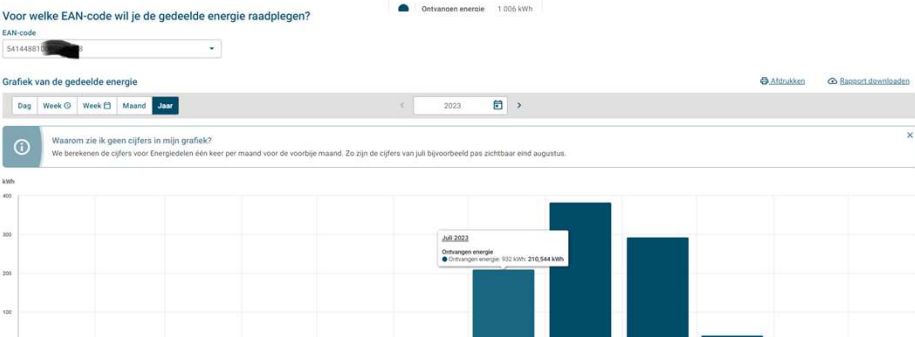 Ontvangen energie 1 006 kWh
Voor welke EAN-code wil je de gedeelde energie raadplegen?
EAN-code
Grafiek van de gedeelde energie
Afdrukken
Rapport downloaden
Dag Week Week Maand Jaar
2023
Waarom zie ik geen cijfers in mijn grafiek?
We berekenen de cijfers voor Energiedelen één keer per maand voor de voorbije maand. Zo zijn de cijfers van juli bijvoorbeeld pas zichtbaar eind augustus.
kWh
400
300
Juli 2023
Ontvangen energie
Ontvangen energie: 932 kWh: 210,544 kWh
200
100